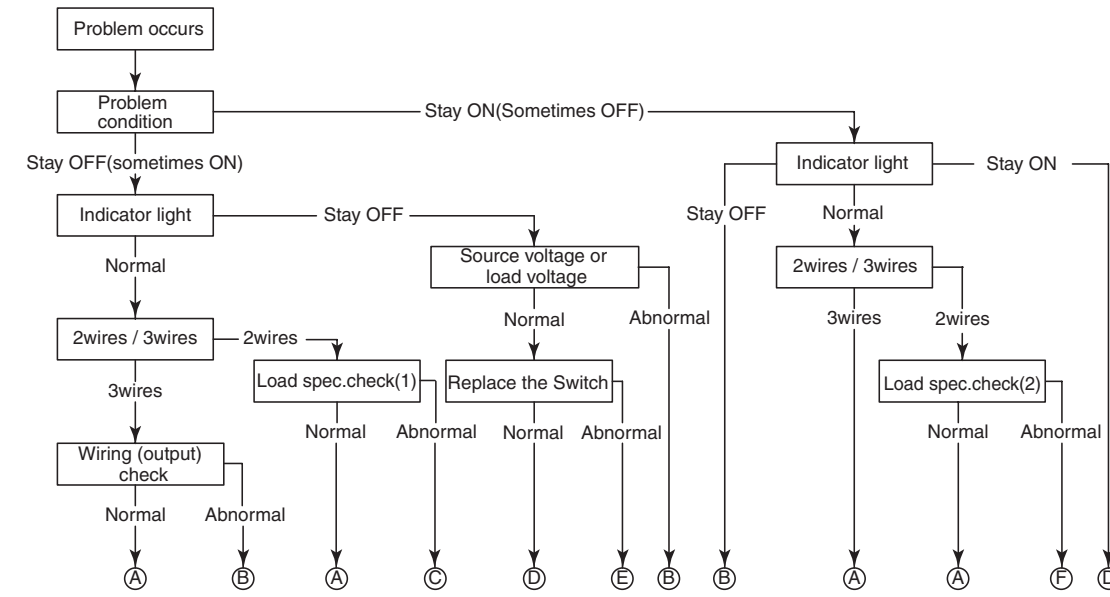 Problem occurs
Problem
condition
Stay ON(Sometimes OFF)
Stay OFF(sometimes ON)
Indicator light
Stay ON
Indicator light
Stay OFF
Stay OFF
Normal
Normal
Source voltage or
load voltage
2wires / 3wires
Normal
Abnormal
3wires
2wires
2wires / 3wires
2wires
Load spec.check(1)
Replace the Switch
Load spec.check(2)
3wires
Normal
Abnormal
Normal
Abnormal
Normal
Abnormal
Wiring (output)
check
Normal
Abnormal
A
B
A
C
D
E
B
B
A
A
F